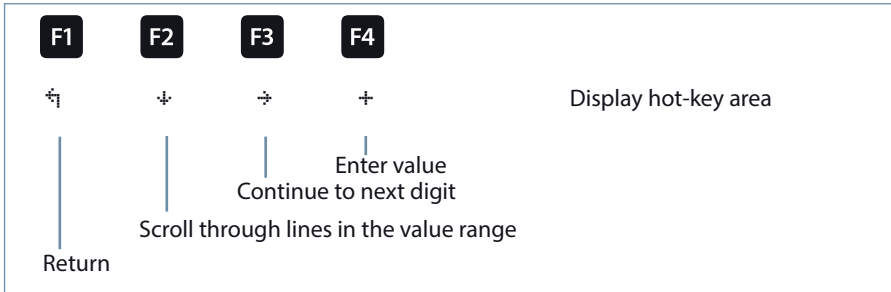 F1 F2 F3 F4
Display hot-key area
Enter value
Continue to next digit
Scroll through lines in the value range
Return